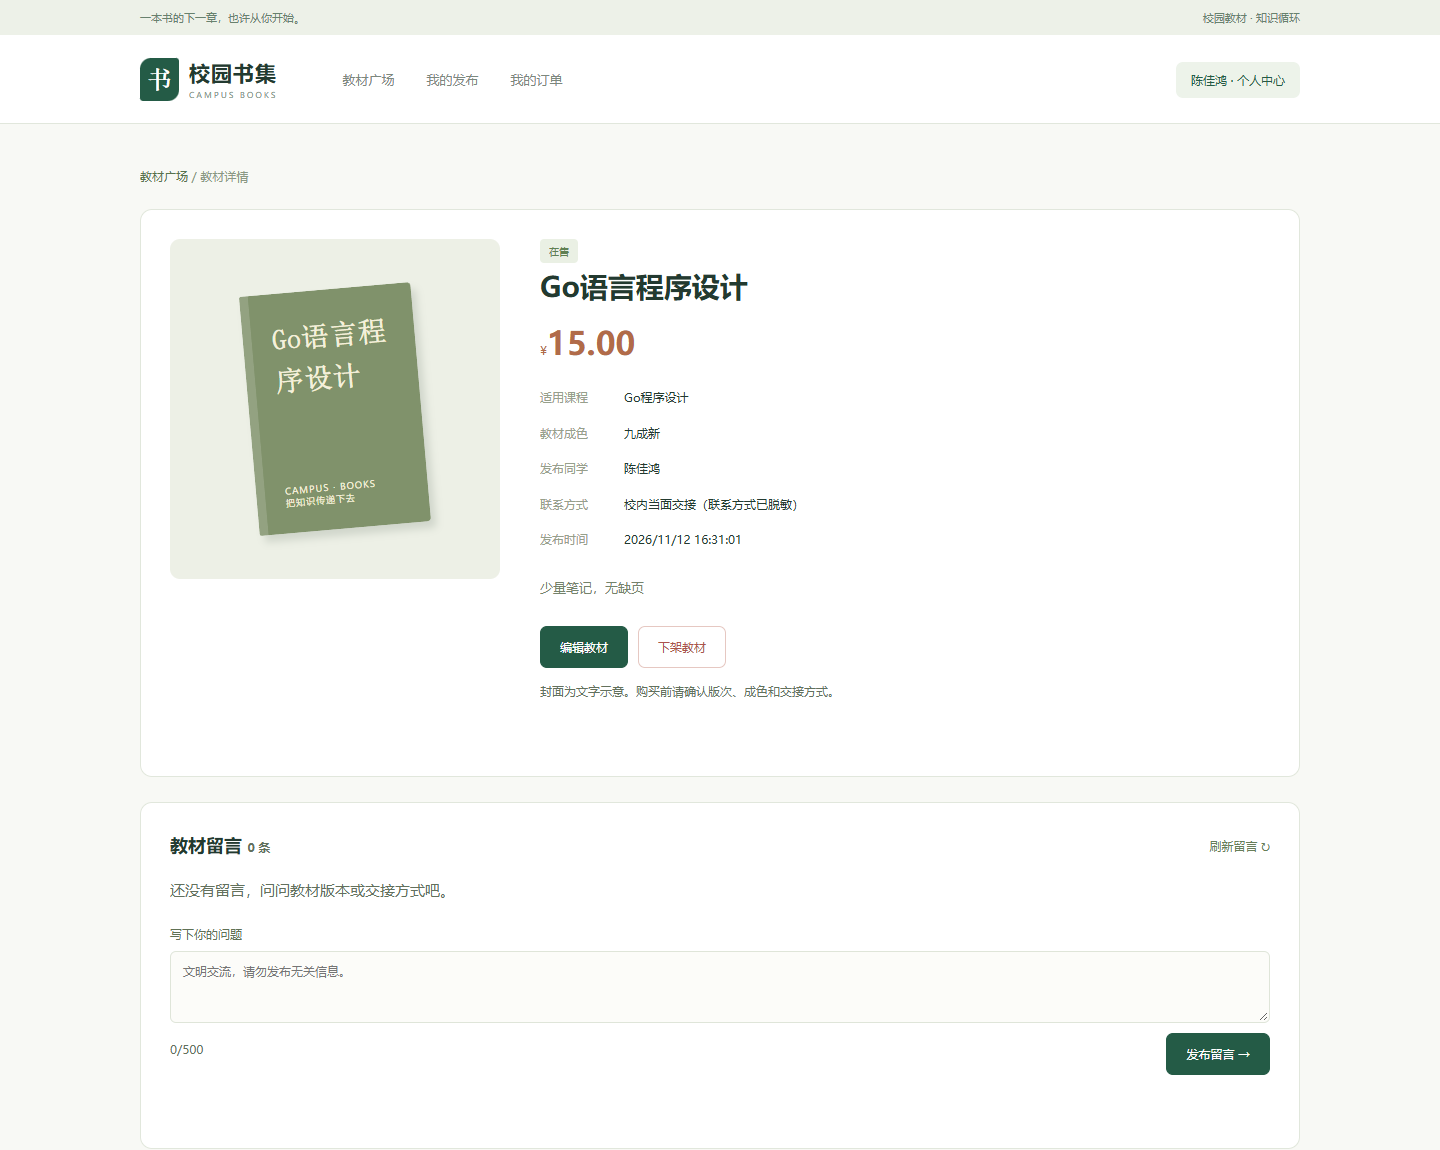 一本书的下一章，也许从你开始。
校园教材 · 知识循环
书
校园书集
CAMPUS BOOKS
教材广场
我的发布
我的订单
陈佳鸿 · 个人中心
教材广场 / 教材详情
Go语言程
序设计
CAMPUS · BOOKS
把知识传递下去
在售
Go语言程序设计
¥15.00
适用课程 Go程序设计
教材成色 九成新
发布同学 陈佳鸿
联系方式 校内当面交接（联系方式已脱敏）
发布时间 2026/11/12 16:31:01
少量笔记，无缺页
编辑教材
下架教材
封面为文字示意。购买前请确认版次、成色和交接方式。
教材留言 0 条
刷新留言 ↻
还没有留言，问问教材版本或交接方式吧。
写下你的问题
文明交流，请勿发布无关信息。
0/500
发布留言 →